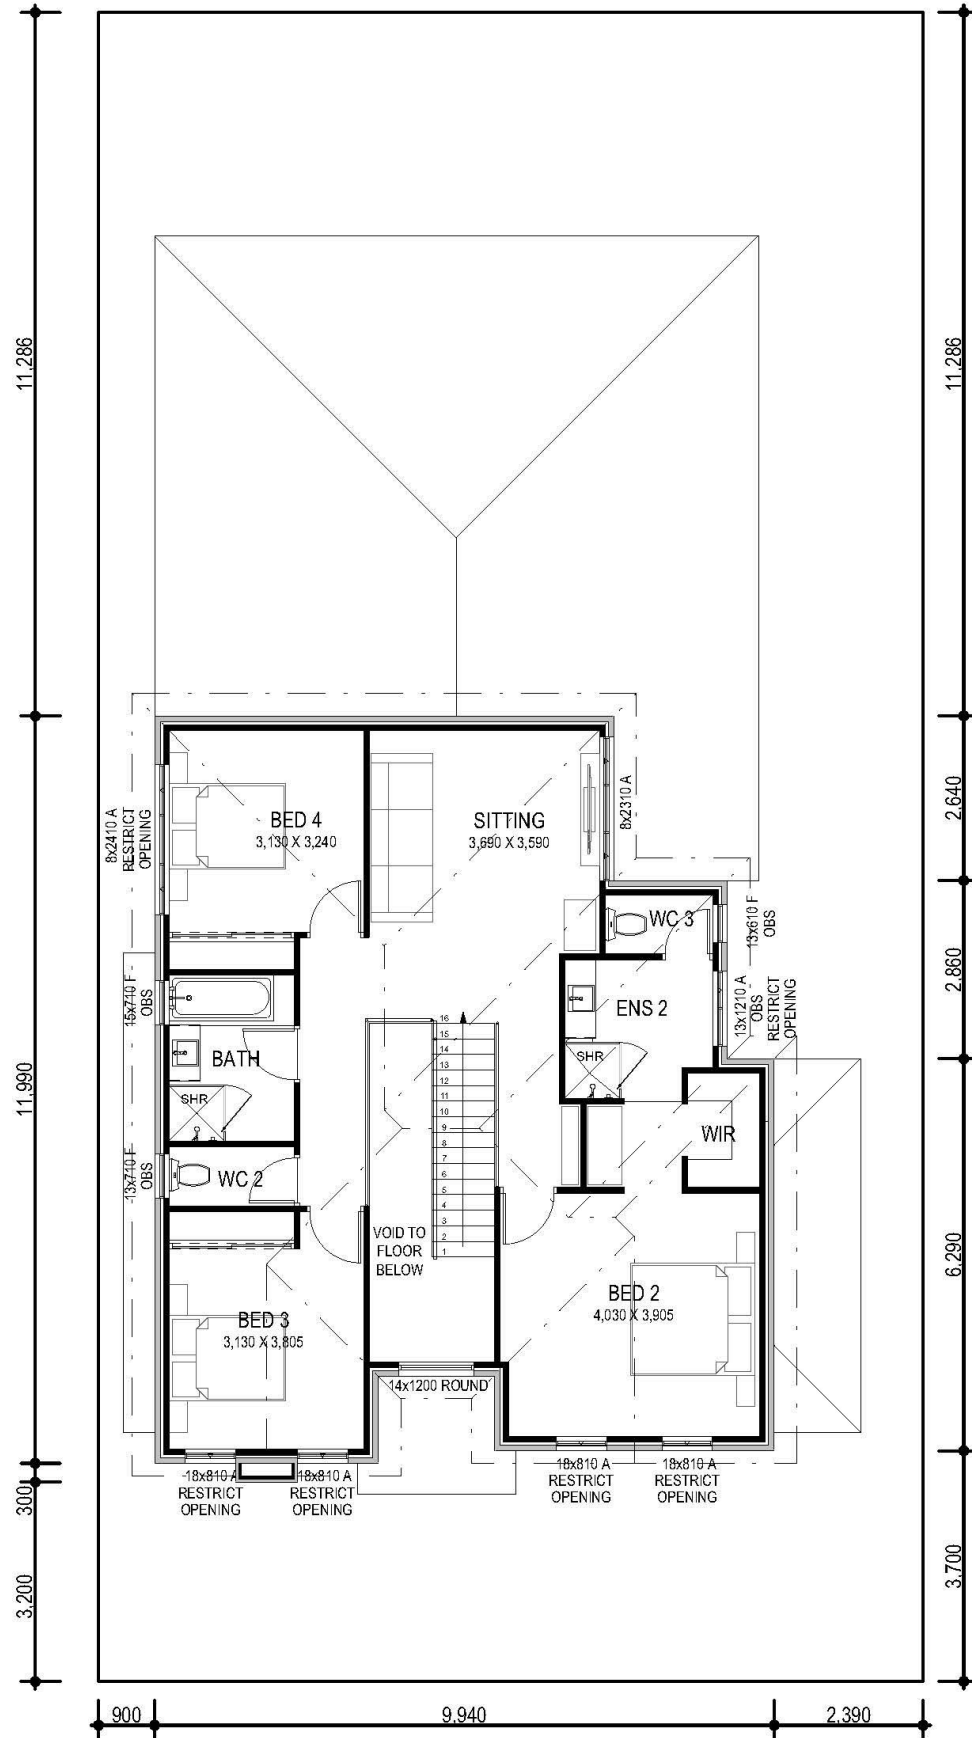 11,286
11,286
8x2410 A
RESTRICT
OPENING
BED 4
3,130 X 3,240
SITTING
3,690 X 3,590
8x2310 A
2,640
WC 3
13x610 F
OBS
2,860
15x710 F
OBS
ENS 2
13x1210 A
OBS
RESTRICT
OPENING
BATH
SHR
SHR
16
15
14
13
12
11
10
9
8
7
6
5
4
3
2
1
11,990
WIR
13x710 F
OBS
WC 2
VOID TO
FLOOR
BELOW
6,290
BED 3
3,130 X 3,805
BED 2
4,030 X 3,905
14x1200 ROUND
18x810 A
RESTRICT
OPENING
18x810 A
RESTRICT
OPENING
18x810 A
RESTRICT
OPENING
18x810 A
RESTRICT
OPENING
300
3,200
3,700
900
9,940
2,390